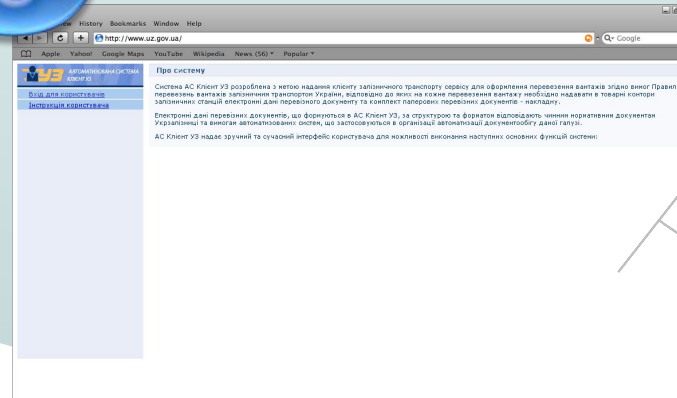 View History Bookmarks Window Help
http://www.uz.gov.ua/
Google
Apple Yahoo! Google Maps YouTube Wikipedia News (56) Popular
УЗ АВТОМАТИЗОВАНА СИСТЕМА
КЛІЄНТ УЗ
Про систему
Вхід для користувачів
Інструкція користувача
Система АС Клієнт УЗ розроблена з метою надання клієнту залізничного транспорту сервісу для оформлення перевезення вантажів згідно вимог Правил
перевезень вантажів залізничним транспортом України, відповідно до яких на кожне перевезення вантажу необхідно надавати в товарні контори
залізничних станцій електронні дані перевізного документу та комплект паперових перевізних документів - накладну.
Електронні дані перевізних документів, що формуються в АС Клієнт УЗ, за структурою та форматом відповідають чинним нормативним документам
Укрзалізниці та вимогам автоматизованих систем, що застосовуються в організації автоматизації документообігу даної галузі.
АС Клієнт УЗ надає зручний та сучасний інтерфейс користувача для можливості виконання наступних основних функцій системи: